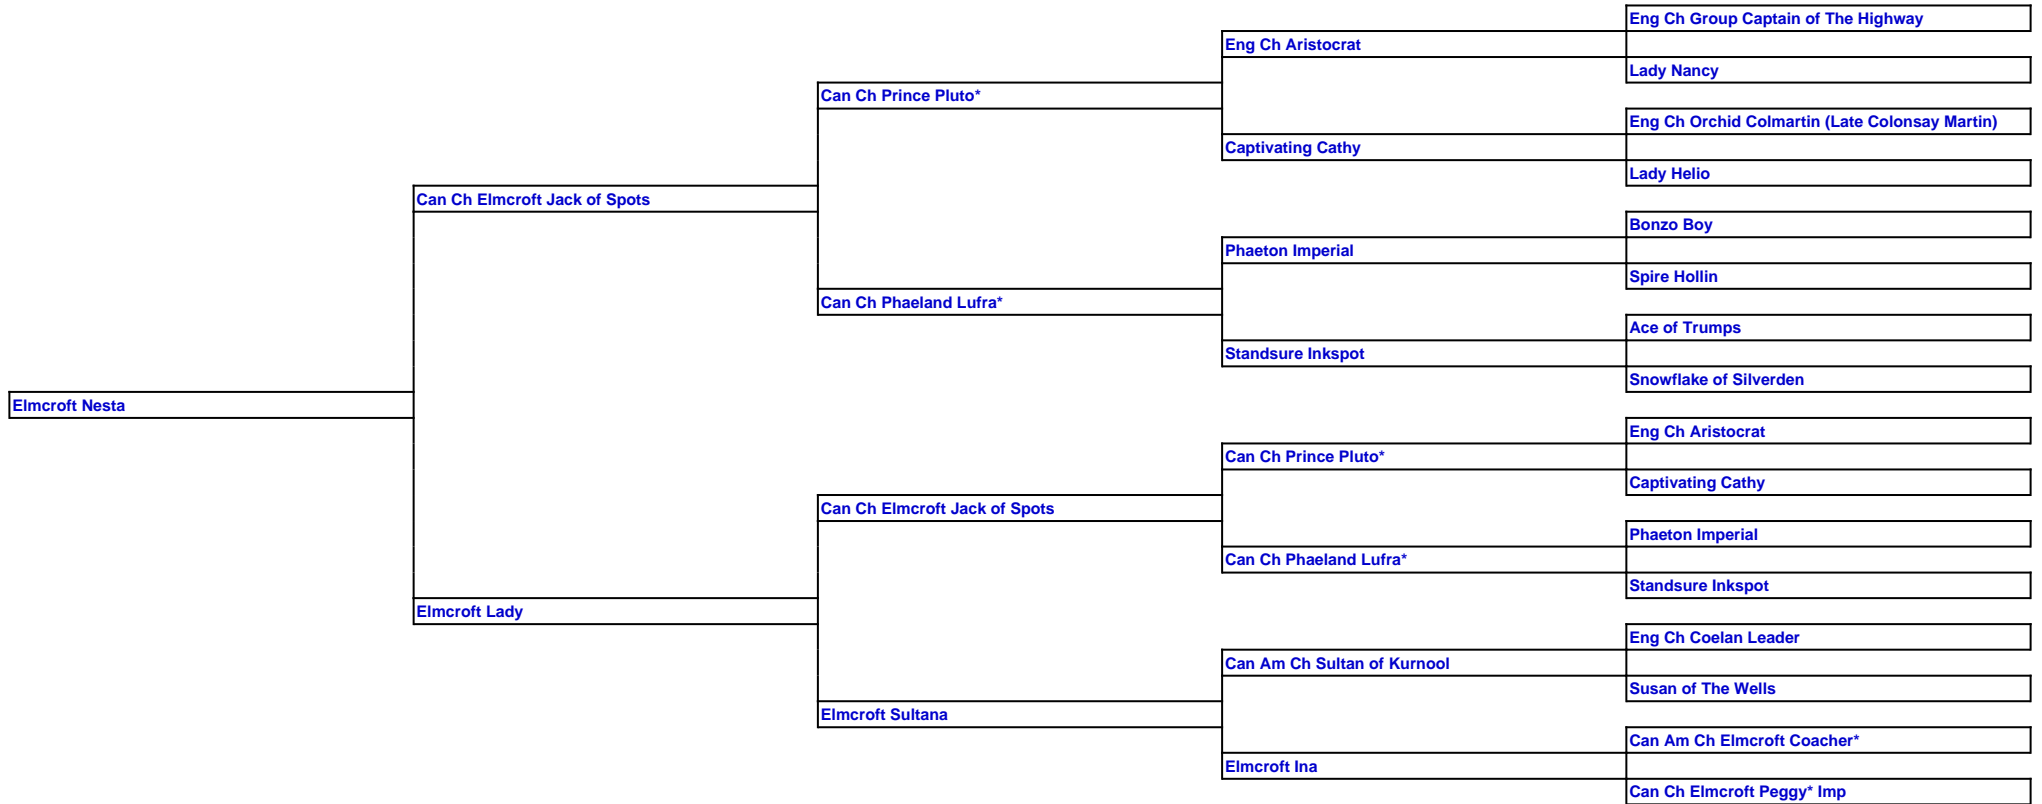 Eng Ch Group Captain of The Highway
Eng Ch Aristocrat
Lady Nancy
Can Ch Prince Pluto*
Eng Ch Orchid Colmartin (Late Colonsay Martin)
Captivating Cathy
Lady Helio
Can Ch Elmcroft Jack of Spots
Bonzo Boy
Phaeton Imperial
Spire Hollin
Can Ch Phaeland Lufra*
Ace of Trumps
Standsure Inkspot
Snowflake of Silverden
Elmcroft Nesta
Eng Ch Aristocrat
Can Ch Prince Pluto*
Captivating Cathy
Can Ch Elmcroft Jack of Spots
Phaeton Imperial
Can Ch Phaeland Lufra*
Standsure Inkspot
Elmcroft Lady
Eng Ch Coelan Leader
Can Am Ch Sultan of Kurnool
Susan of The Wells
Elmcroft Sultana
Can Am Ch Elmcroft Coacher*
Elmcroft Ina
Can Ch Elmcroft Peggy* Imp